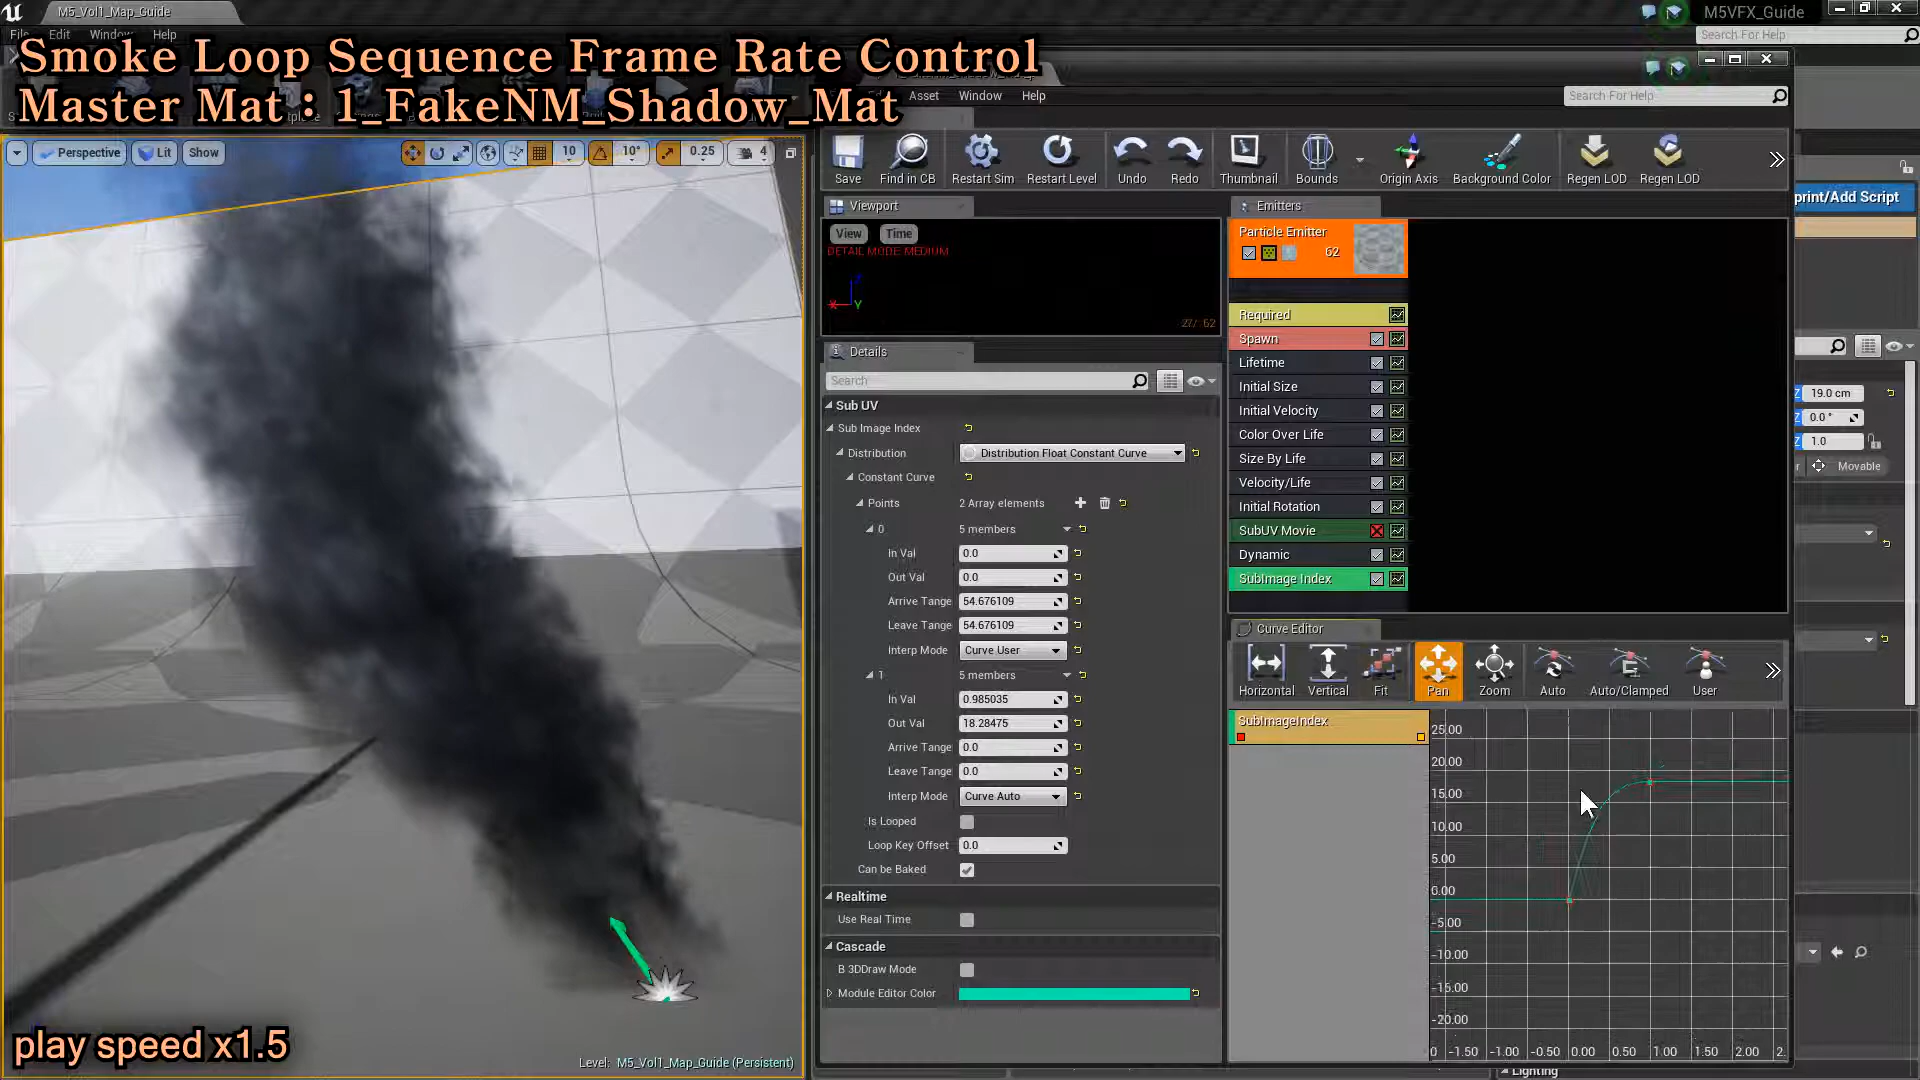 M5_Vol1_Map_Guide
M5VFX_Guide
File Edit Window Help
Search For Help
Smoke Loop Sequence Frame Rate Control
Master Mat : 1_FakeNM_Shadow_Mat
Asset Window Help
Search For Help
Perspective Lit Show 10 10° 0.25 4
Save Find in CB Restart Sim Restart Level Undo Redo Thumbnail Bounds Origin Axis Background Color Regen LOD Regen LOD
print/Add Script
Viewport
View Time
DETAIL MODE MEDIUM
X Z Y
27/ 62
Emitters
Particle Emitter
62
Required
Spawn
Lifetime
Initial Size
Initial Velocity
Color Over Life
Size By Life
Velocity/Life
Initial Rotation
SubUV Movie
Dynamic
SubImage Index
Details
Search
Sub UV
Sub Image Index
Distribution Distribution Float Constant Curve
Constant Curve
Points 2 Array elements
0 5 members
In Val 0.0
Out Val 0.0
Arrive Tange 54.676109
Leave Tange 54.676109
Interp Mode Curve User
1 5 members
In Val 0.985035
Out Val 18.28475
Arrive Tange 0.0
Leave Tange 0.0
Interp Mode Curve Auto
Is Looped
Loop Key Offset 0.0
Can be Baked
Realtime
Use Real Time
Cascade
B 3DDraw Mode
Module Editor Color
Curve Editor
Horizontal Vertical Fit Pan Zoom Auto Auto/Clamped User
SubImageIndex
25.00
20.00
15.00
10.00
5.00
0.00
-5.00
-10.00
-15.00
-20.00
0 -1.50 -1.00 -0.50 0.00 0.50 1.00 1.50 2.00 2.
Z 19.0 cm
Z 0.0 °
Z 1.0
Movable
Lighting
play speed x1.5
Level: M5_Vol1_Map_Guide (Persistent)